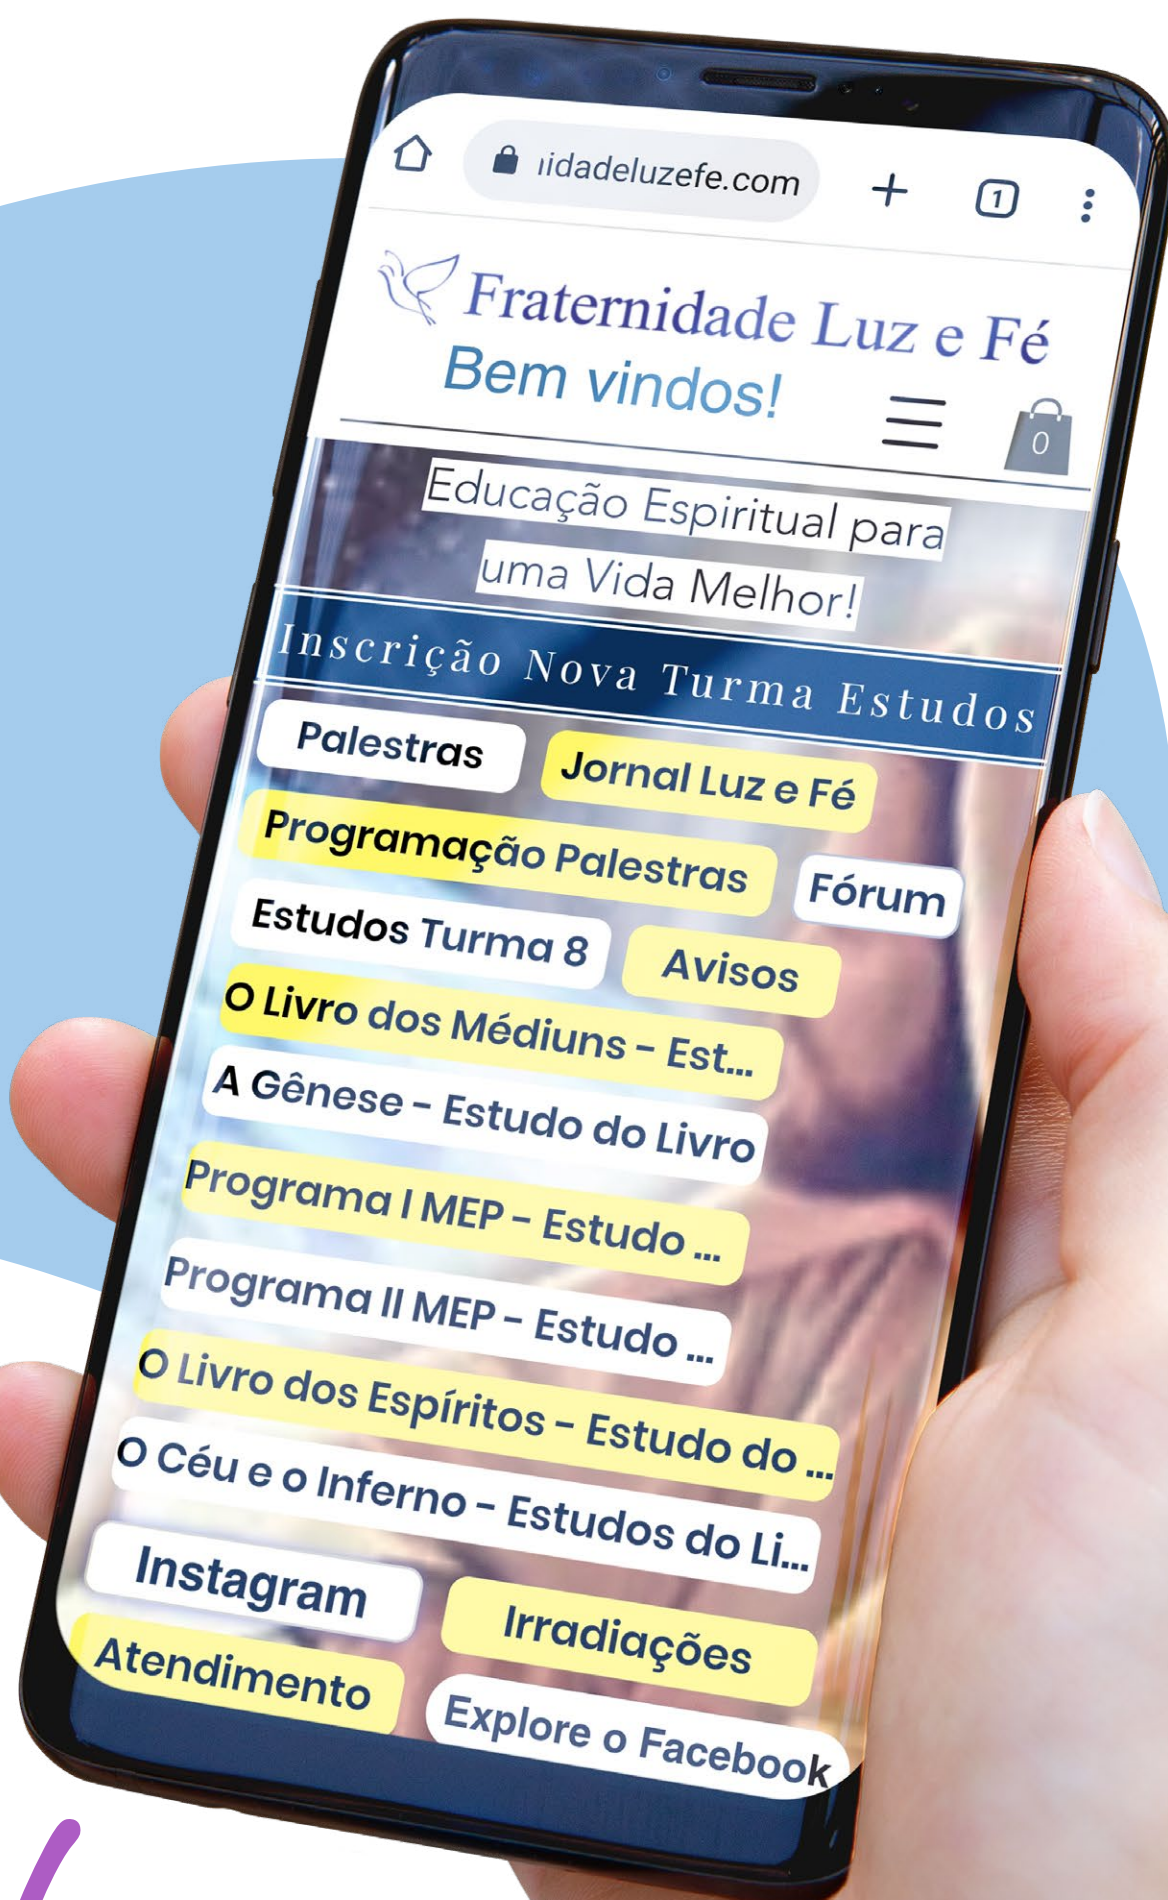 nidadeluzefe.com
1
Fraternidade Luz e Fé
Bem vindos!
0
Educação Espiritual para
uma Vida Melhor!
Inscrição Nova Turma Estudos
Palestras Jornal Luz e Fé
Programação Palestras Fórum
Estudos Turma 8 Avisos
O Livro dos Médiuns - Est...
A Gênese - Estudo do Livro
Programa I MEP - Estudo ...
Programa II MEP - Estudo ...
O Livro dos Espíritos - Estudo do ...
O Céu e o Inferno - Estudos do Li...
Instagram Irradiações
Atendimento Explore o Facebook